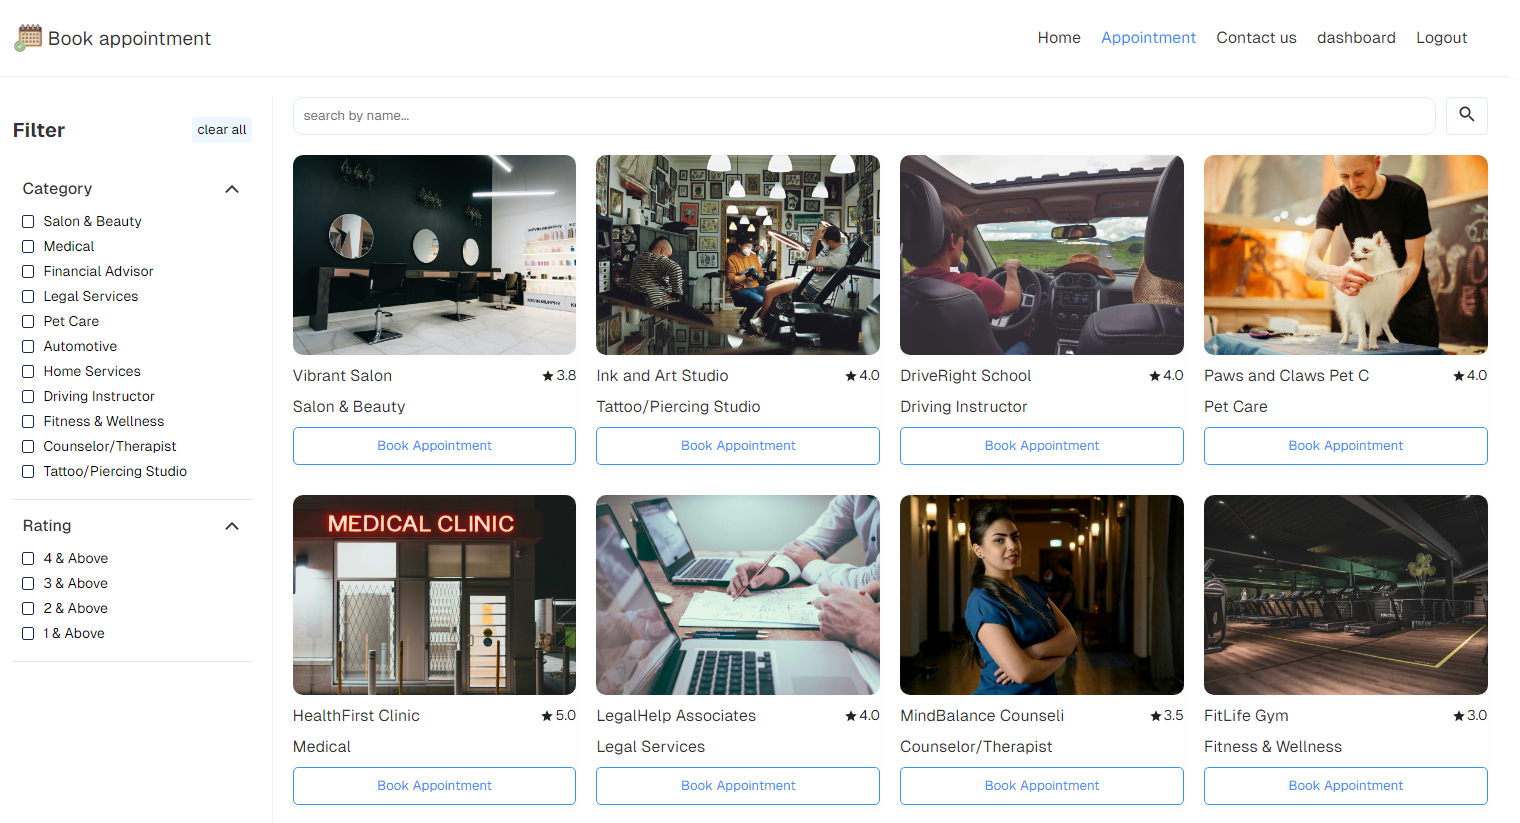 Book appointment
Home Appointment Contact us dashboard Logout
Filter
clear all
Category
Salon & Beauty
Medical
Financial Advisor
Legal Services
Pet Care
Automotive
Home Services
Driving Instructor
Fitness & Wellness
Counselor/Therapist
Tattoo/Piercing Studio
Rating
4 & Above
3 & Above
2 & Above
1 & Above
search by name...
KEVIN.MURPHY
KEVIN.MURPHY
Vibrant Salon 3.8
Salon & Beauty
Book Appointment
Ink and Art Studio 4.0
Tattoo/Piercing Studio
Book Appointment
DriveRight School 4.0
Driving Instructor
Book Appointment
Paws and Claws Pet C 4.0
Pet Care
Book Appointment
MEDICAL CLINIC
HealthFirst Clinic 5.0
Medical
Book Appointment
LegalHelp Associates 4.0
Legal Services
Book Appointment
MindBalance Counseli 3.5
Counselor/Therapist
Book Appointment
FitLife Gym 3.0
Fitness & Wellness
Book Appointment